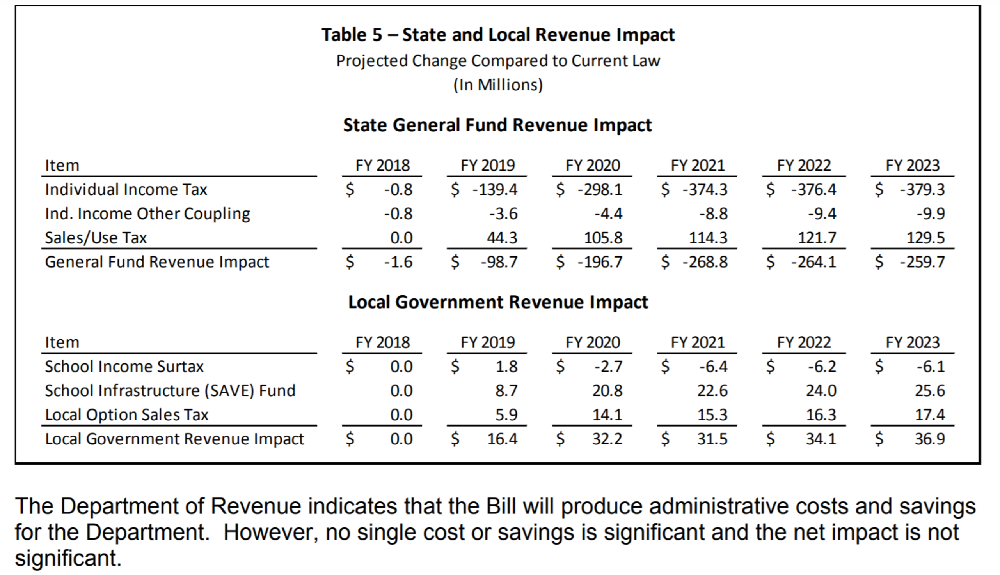 Table 5 – State and Local Revenue Impact
Projected Change Compared to Current Law
(In Millions)
State General Fund Revenue Impact
Item FY 2018 FY 2019 FY 2020 FY 2021 FY 2022 FY 2023
Individual Income Tax $ -0.8 $ -139.4 $ -298.1 $ -374.3 $ -376.4 $ -379.3
Ind. Income Other Coupling -0.8 -3.6 -4.4 -8.8 -9.4 -9.9
Sales/Use Tax 0.0 44.3 105.8 114.3 121.7 129.5
General Fund Revenue Impact $ -1.6 $ -98.7 $ -196.7 $ -268.8 $ -264.1 $ -259.7
Local Government Revenue Impact
Item FY 2018 FY 2019 FY 2020 FY 2021 FY 2022 FY 2023
School Income Surtax $ 0.0 $ 1.8 $ -2.7 $ -6.4 $ -6.2 $ -6.1
School Infrastructure (SAVE) Fund 0.0 8.7 20.8 22.6 24.0 25.6
Local Option Sales Tax 0.0 5.9 14.1 15.3 16.3 17.4
Local Government Revenue Impact $ 0.0 $ 16.4 $ 32.2 $ 31.5 $ 34.1 $ 36.9
The Department of Revenue indicates that the Bill will produce administrative costs and savings
for the Department.  However, no single cost or savings is significant and the net impact is not
significant.